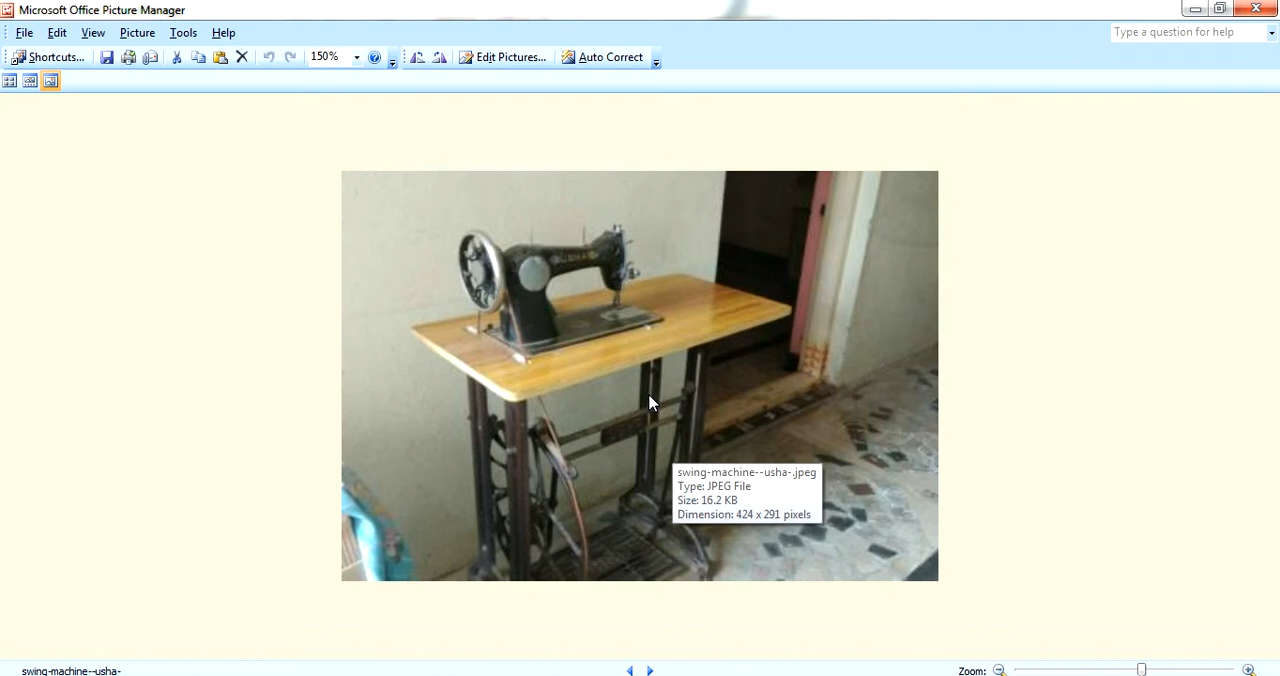 Microsoft Office Picture Manager
File Edit View Picture Tools Help
Type a question for help
Shortcuts... 150% Edit Pictures... Auto Correct
USHA
swing-machine--usha-.jpeg
Type: JPEG File
Size: 16.2 KB
Dimension: 424 x 291 pixels
swing-machine--usha-
Zoom: